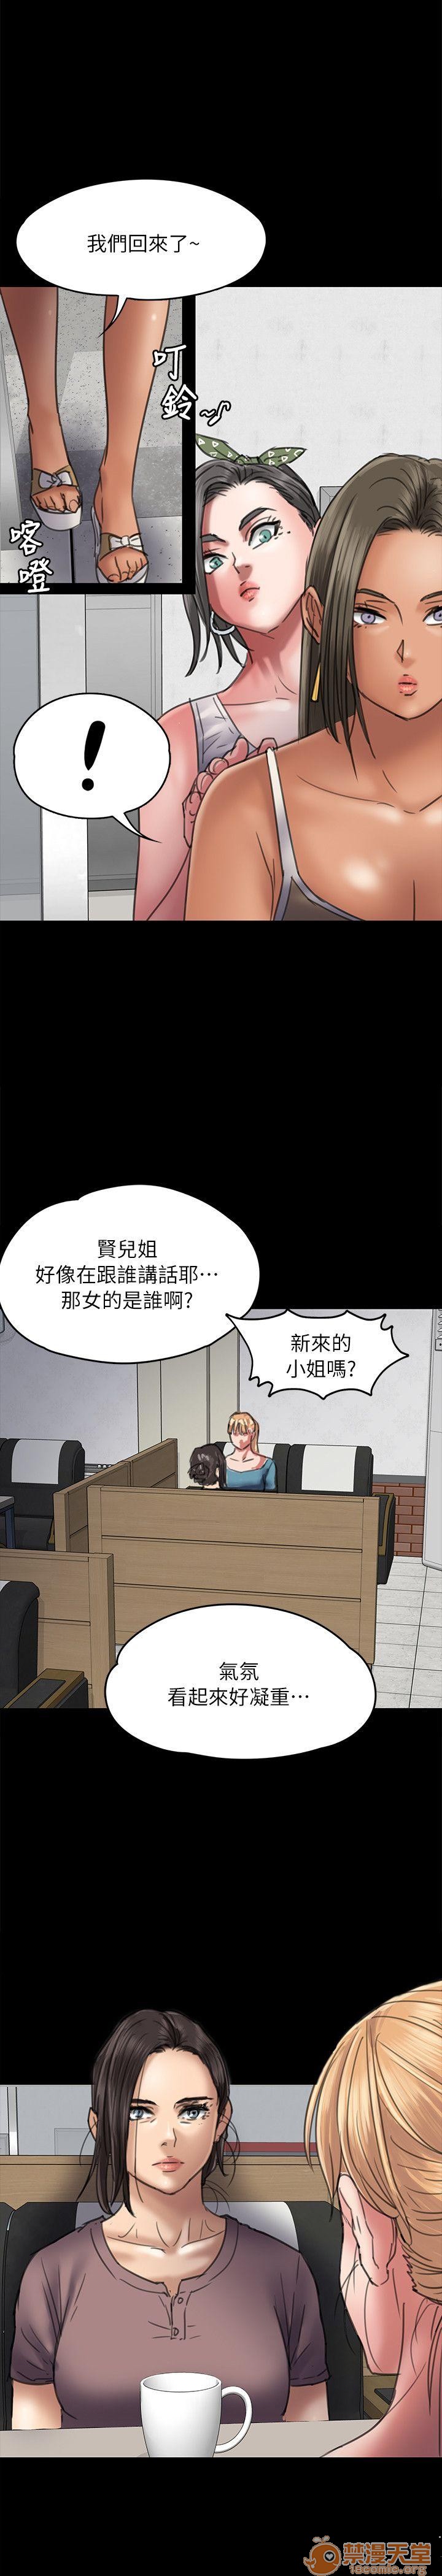 我們回來了~
叮鈴~♪
喀噔
!
賢兒姐
好像在跟誰講話耶…
那女的是誰啊?
新來的
小姐嗎?
氣氛
看起來好凝重…
禁漫天堂
18comic.org